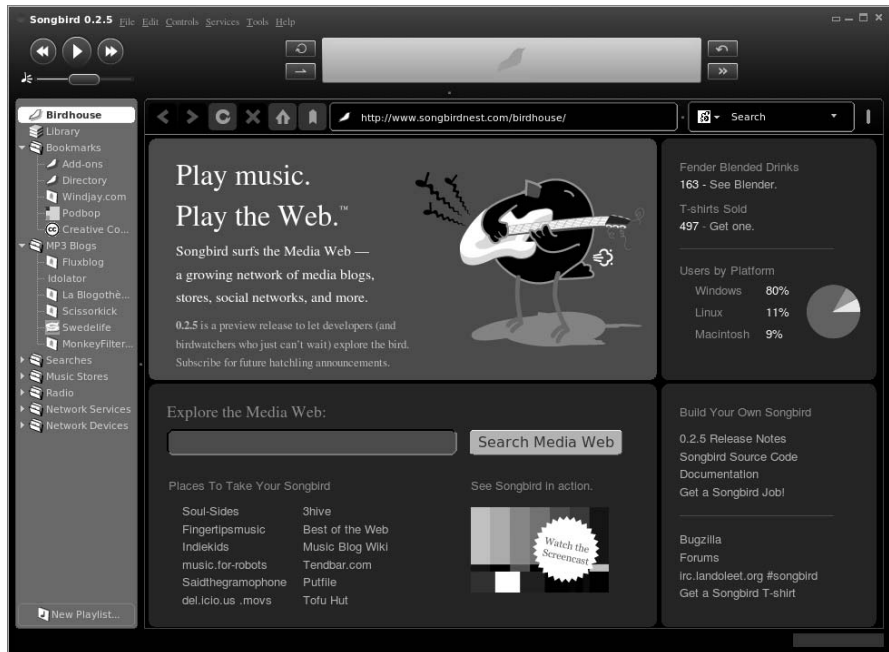 Songbird 0.2.5 File Edit Controls Services Tools Help
http://www.songbirdnest.com/birdhouse/
Search
Birdhouse
Library
Bookmarks
Add-ons
Directory
Windjay.com
Podbop
Creative Co...
MP3 Blogs
Fluxblog
Idolator
La Blogothè...
Scissorkick
Swedelife
MonkeyFilter...
Searches
Music Stores
Radio
Network Services
Network Devices
New Playlist...
Play music.
Play the Web.™
Songbird surfs the Media Web —
a growing network of media blogs,
stores, social networks, and more.
0.2.5 is a preview release to let developers (and
birdwatchers who just can't wait) explore the bird.
Subscribe for future hatchling announcements.
Fender Blended Drinks
163 - See Blender.
T-shirts Sold
497 - Get one.
Users by Platform
Windows 80%
Linux 11%
Macintosh 9%
Explore the Media Web:
Search Media Web
Places To Take Your Songbird
Soul-Sides 3hive
Fingertipsmusic Best of the Web
Indiekids Music Blog Wiki
music.for-robots Tendbar.com
Saidthegramophone Putfile
del.icio.us .movs Tofu Hut
See Songbird in action.
Watch the
Screencast
Build Your Own Songbird
0.2.5 Release Notes
Songbird Source Code
Documentation
Get a Songbird Job!
Bugzilla
Forums
irc.landoleet.org #songbird
Get a Songbird T-shirt